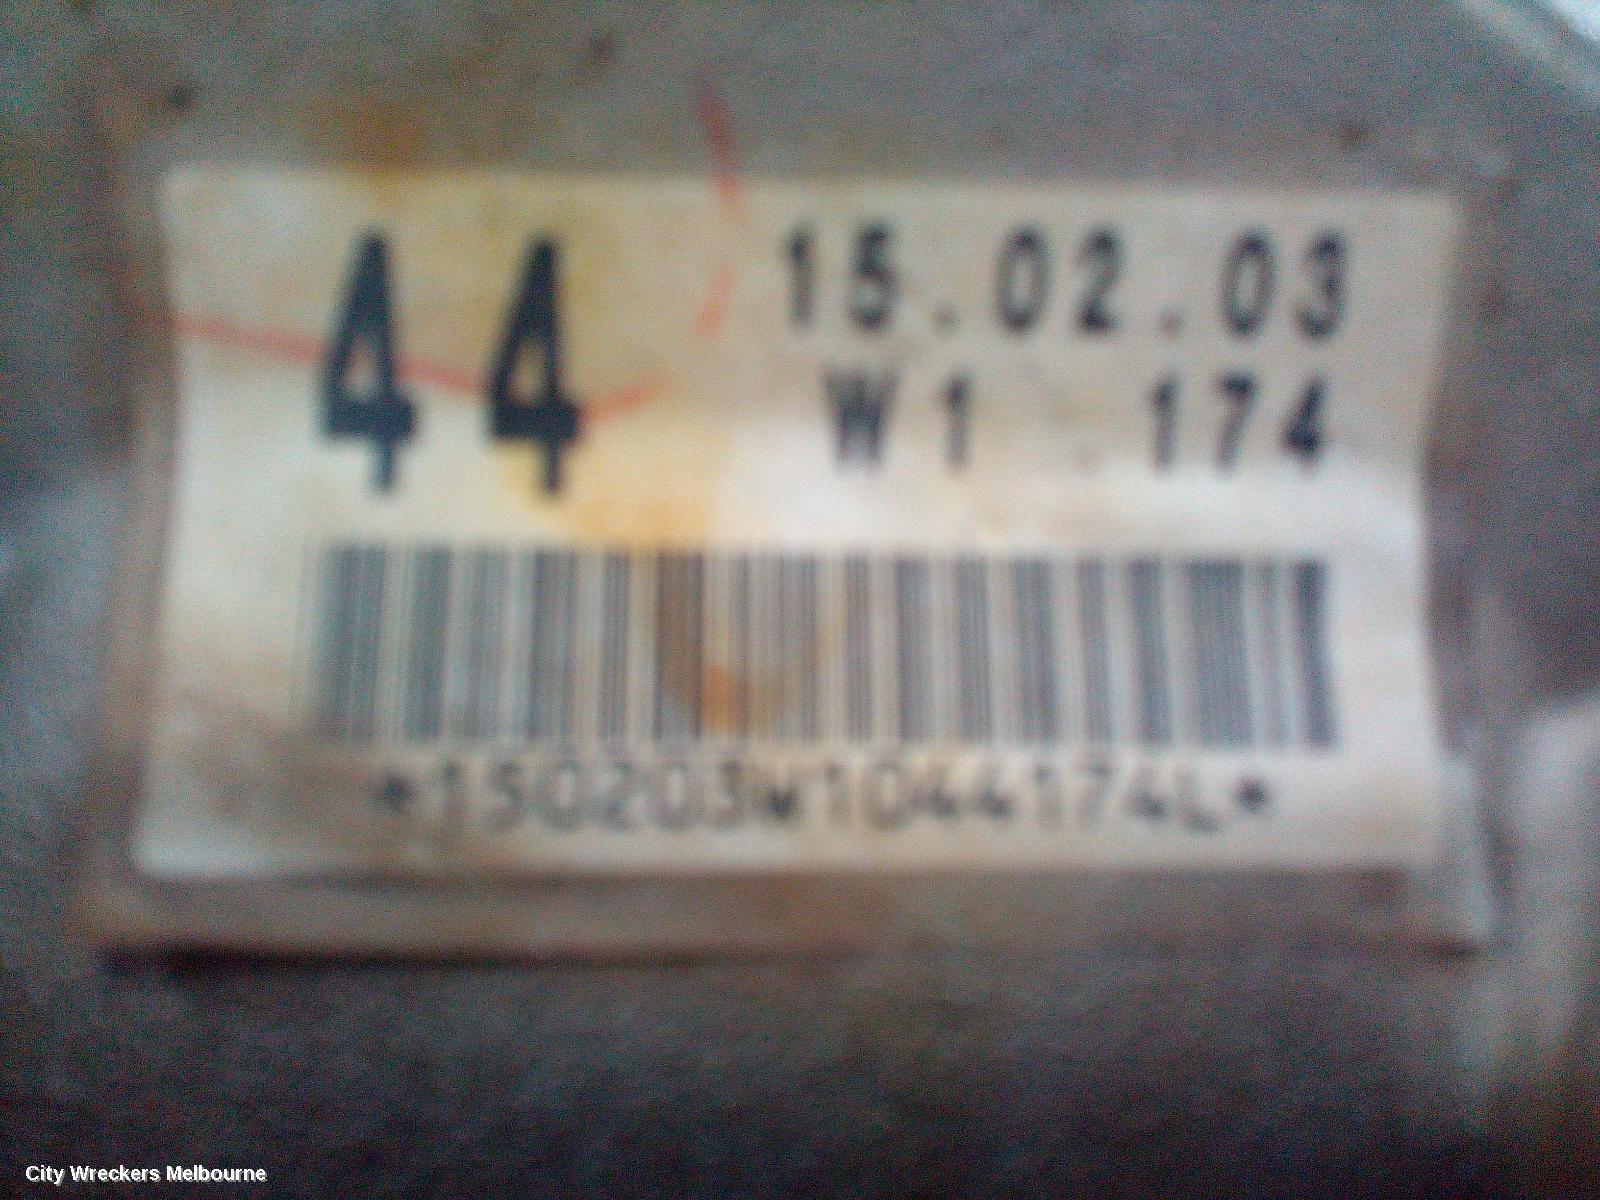 44
15.02.03
W1 174
*150203W1044174L*
City Wreckers Melbourne